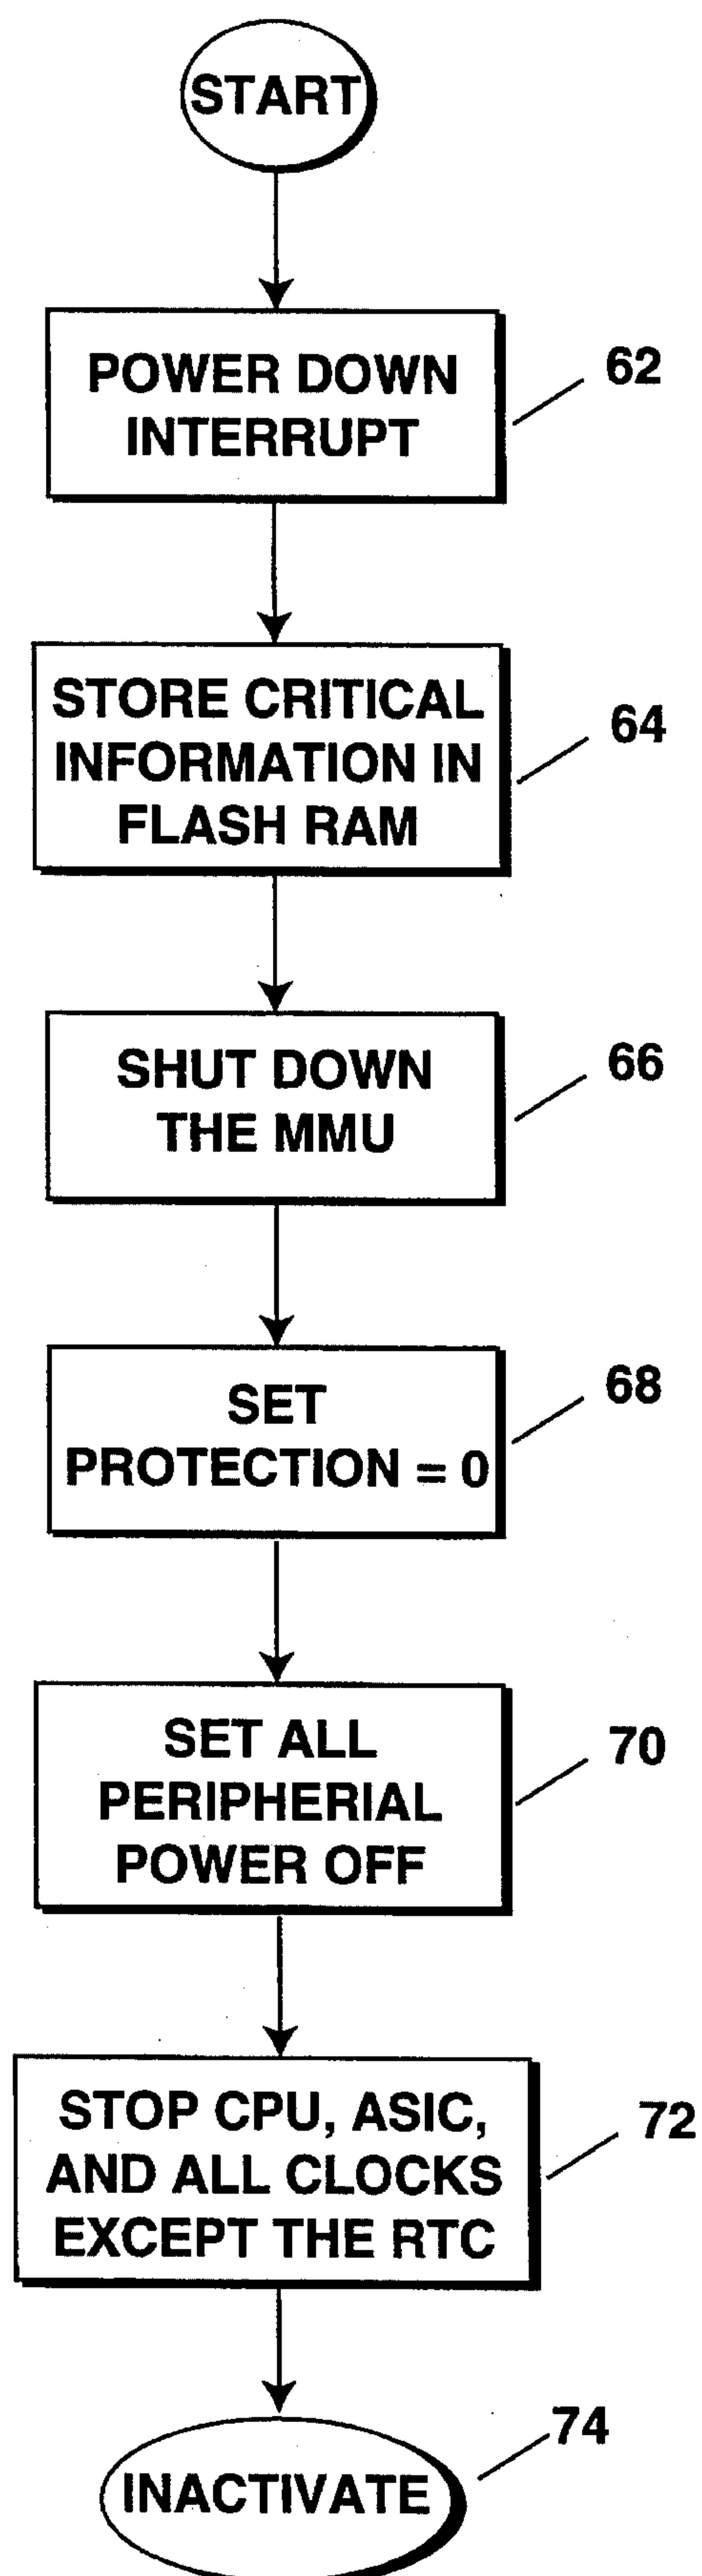 START
POWER DOWN
INTERRUPT
62
STORE CRITICAL
INFORMATION IN
FLASH RAM
64
SHUT DOWN
THE MMU
66
SET
PROTECTION = 0
68
SET ALL
PERIPHERIAL
POWER OFF
70
STOP CPU, ASIC,
AND ALL CLOCKS
EXCEPT THE RTC
72
INACTIVATE
74